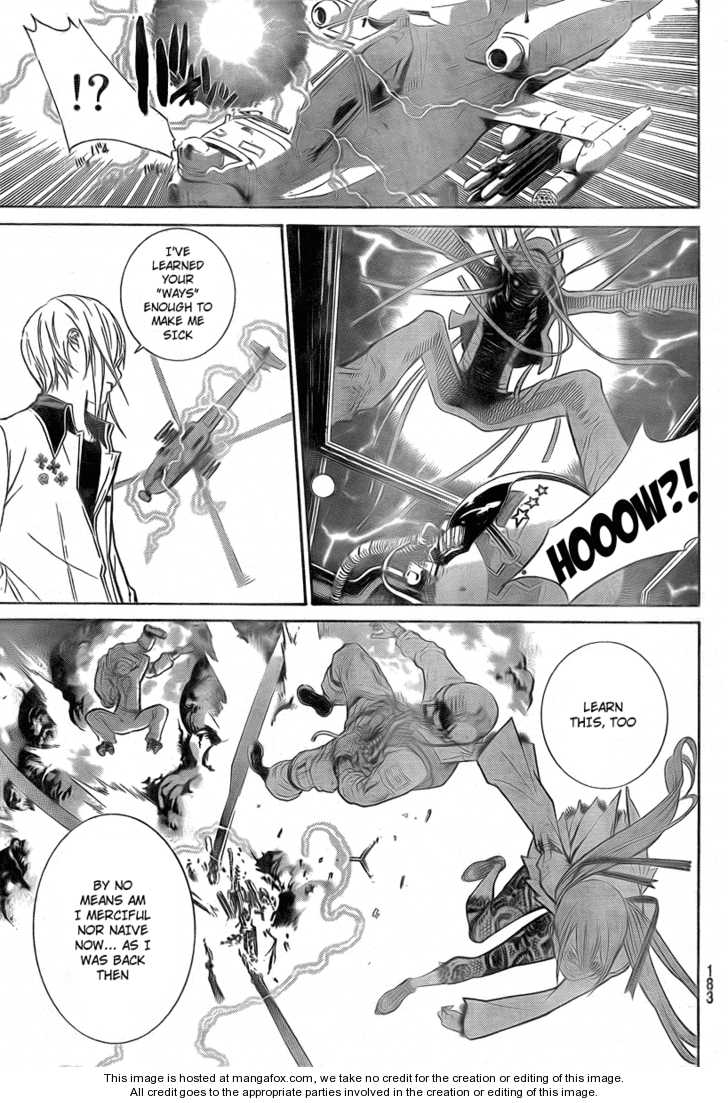 !?
HOOOW?!
I'VE
LEARNED
YOUR
"WAYS"
ENOUGH TO
MAKE ME
SICK
LEARN
THIS, TOO
BY NO
MEANS AM
I MERCIFUL
NOR NAIVE
NOW... AS I
WAS BACK
THEN
183
This image is hosted at mangafox.com, we take no credit for the creation or editing of this image.
All credit goes to the appropriate parties involved in the creation or editing of this image.